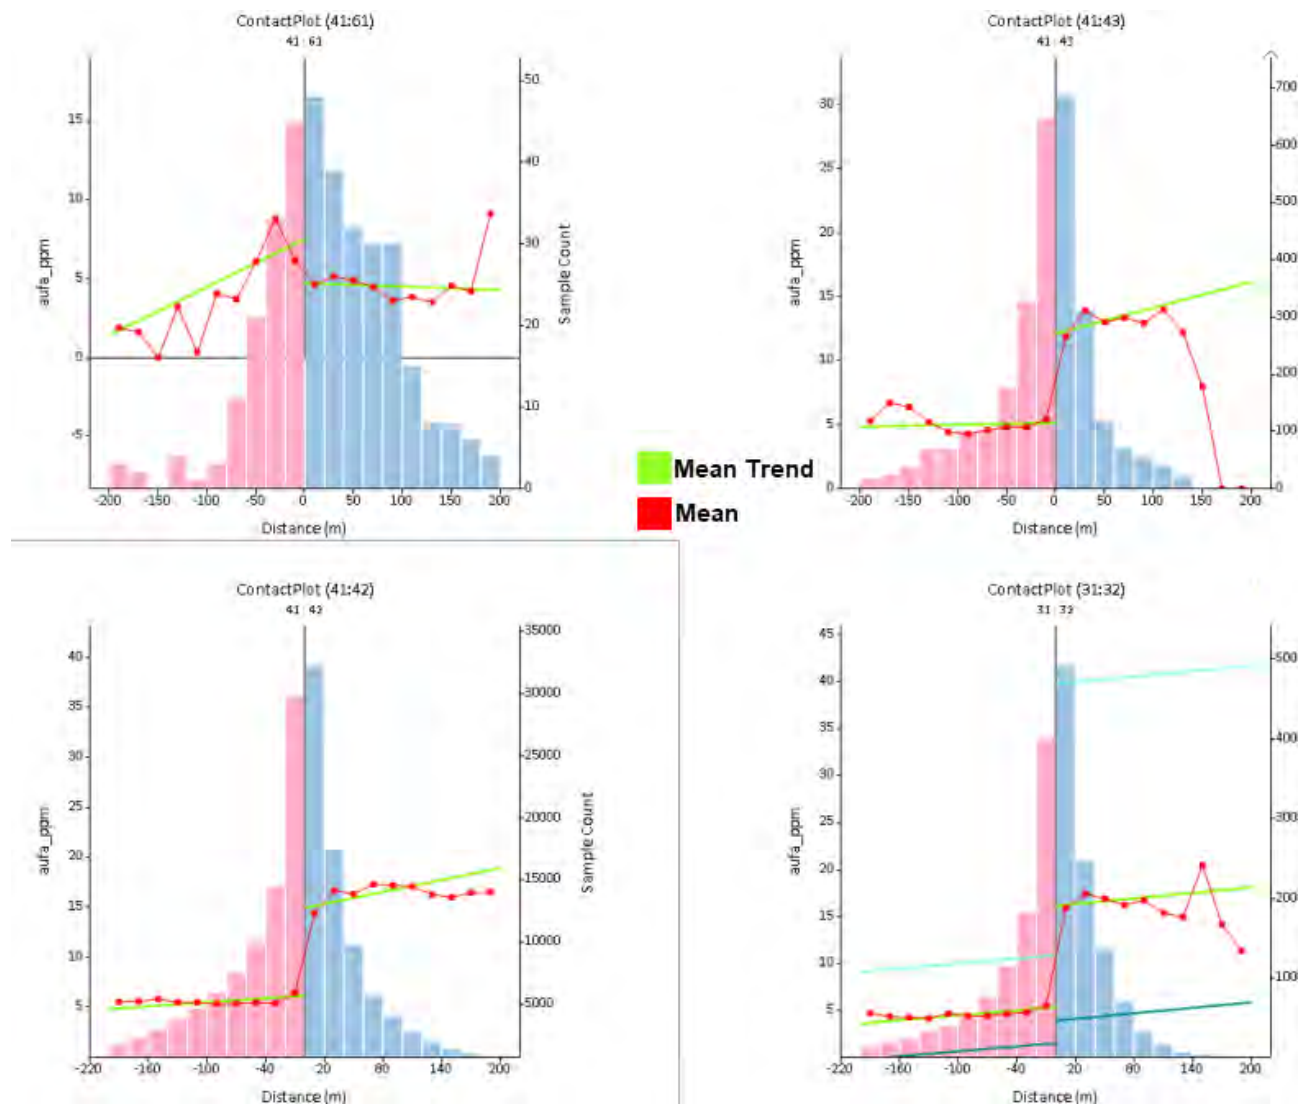 ContactPlot (41:61)
41 61
15
10
5
0
-5
aufa_ppm
50
40
30
20
10
0
Sample Count
-200 -150 -100 -50 0 50 100 150 200
Distance (m)
ContactPlot (41:43)
41 43
30
25
20
15
10
5
0
aufa_ppm
700
600
500
400
300
200
100
0
-200 -150 -100 -50 0 50 100 150 200
Distance (m)
Mean Trend
Mean
ContactPlot (41:42)
41 42
40
35
30
25
20
15
10
5
aufa_ppm
35000
30000
25000
20000
15000
10000
5000
Sample Count
-220 -160 -100 -40 20 80 140 200
Distance (m)
ContactPlot (31:32)
31 32
45
40
35
30
25
20
15
10
5
aufa_ppm
500
400
300
200
100
-220 -160 -100 -40 20 80 140 200
Distance (m)